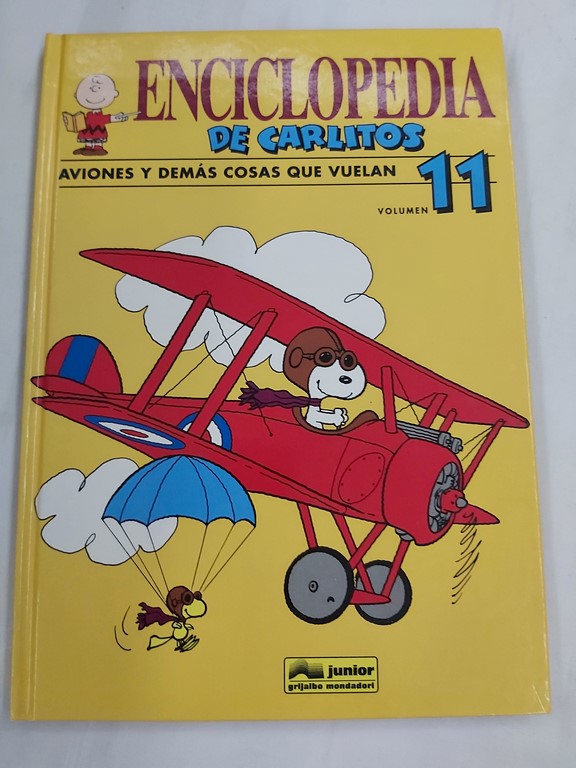 ENCICLOPEDIA
DE CARLITOS
AVIONES Y DEMÁS COSAS QUE VUELAN
VOLUMEN 11
junior
grijalbo mondadori